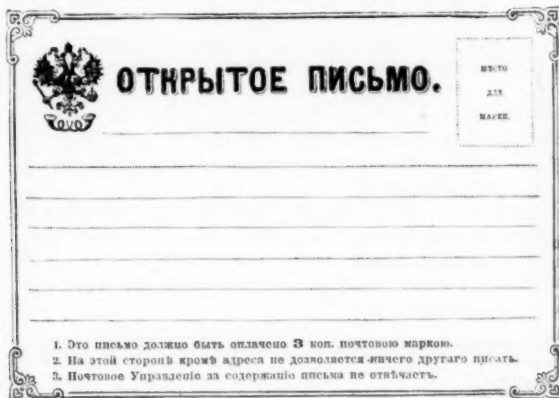 ОТКРЫТОЕ ПИСЬМО.
МѢСТО
ДЛЯ
МАРКИ.
1. Это письмо должно быть оплачено 3 коп. почтовою маркою.
2. На этой сторонѣ кромѣ адреса не дозволяется ничего другаго писать.
3. Почтовое Управленіе за содержаніе письма не отвѣчаетъ.